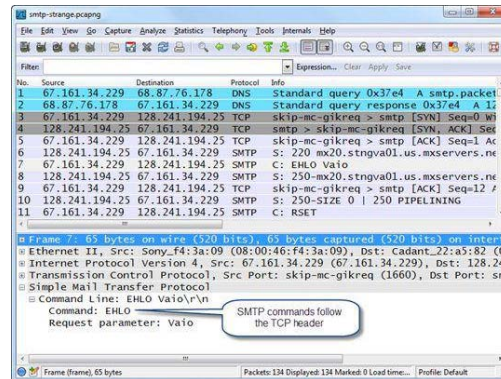 smtp-strange.pcapng
File Edit View Go Capture Analyze Statistics Telephony Tools Internals Help
Filter: Expression... Clear Apply Save
No. Source Destination Protocol Info
1 67.161.34.229 68.87.76.178 DNS Standard query 0x37e4 A smtp.packet
2 68.87.76.178 67.161.34.229 DNS Standard query response 0x37e4 A 12
3 67.161.34.229 128.241.194.25 TCP skip-mc-gikreq > smtp [SYN] Seq=0 Wi
4 128.241.194.25 67.161.34.229 TCP smtp > skip-mc-gikreq [SYN, ACK] Seq
5 67.161.34.229 128.241.194.25 TCP skip-mc-gikreq > smtp [ACK] Seq=1 Ac
6 128.241.194.25 67.161.34.229 SMTP S: 220 mx20.stngva01.us.mxservers.ne
7 67.161.34.229 128.241.194.25 SMTP C: EHLO Vaio
8 128.241.194.25 67.161.34.229 SMTP S: 250-mx20.stngva01.us.mxservers.ne
9 67.161.34.229 128.241.194.25 TCP skip-mc-gikreq > smtp [ACK] Seq=12 A
10 128.241.194.25 67.161.34.229 SMTP S: 250-SIZE 0 | 250 PIPELINING
11 67.161.34.229 128.241.194.25 SMTP C: RSET
Frame 7: 65 bytes on wire (520 bits), 65 bytes captured (520 bits) on inter
Ethernet II, Src: Sony_f4:3a:09 (08:00:46:f4:3a:09), Dst: Cadant_22:a5:82 (
Internet Protocol Version 4, Src: 67.161.34.229 (67.161.34.229), Dst: 128.24
Transmission Control Protocol, Src Port: skip-mc-gikreq (1660), Dst Port: sm
Simple Mail Transfer Protocol
Command Line: EHLO Vaio\r\n
Command: EHLO
Request parameter: Vaio
SMTP commands follow
the TCP header
Frame (frame), 65 bytes Packets: 134 Displayed: 134 Marked: 0 Load time:... Profile: Default